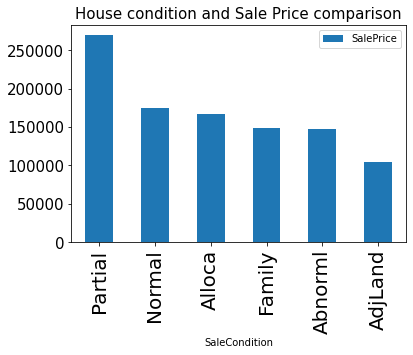 House condition and Sale Price comparison
SalePrice
250000
200000
150000
100000
50000
0
Partial
Normal
Alloca
Family
Abnorml
AdjLand
SaleCondition